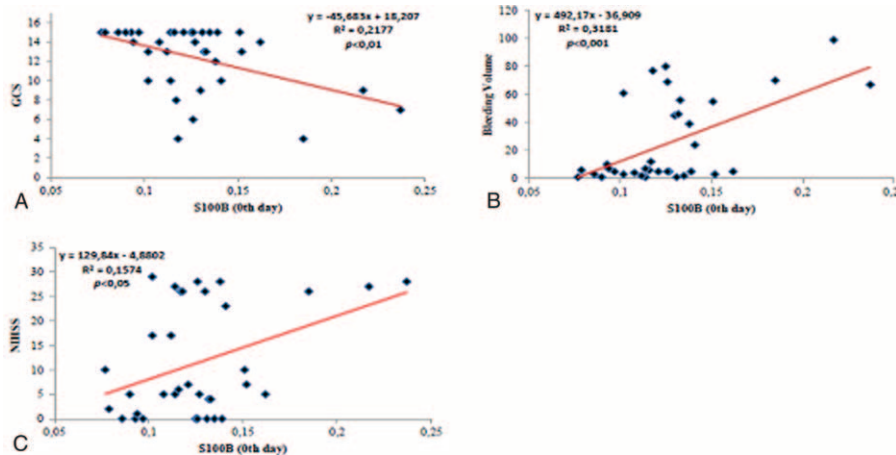 y = -45,683x + 18,207
R² = 0,2177
p<0,01
16
14
12
10
8
6
4
2
0
GCS
0,05
0,1
0,15
0,2
0,25
S100B (0th day)
A
y = 492,17x - 36,909
R² = 0,3181
p<0,001
120
100
80
60
40
20
0
Bleeding Volume
0,05
0,1
0,15
0,2
0,25
S100B (0th day)
B
y = 129,84x - 4,8802
R² = 0,1574
p<0,05
35
30
25
20
15
10
5
0
NIHSS
0,05
0,1
0,15
0,2
0,25
S100B (0th day)
C